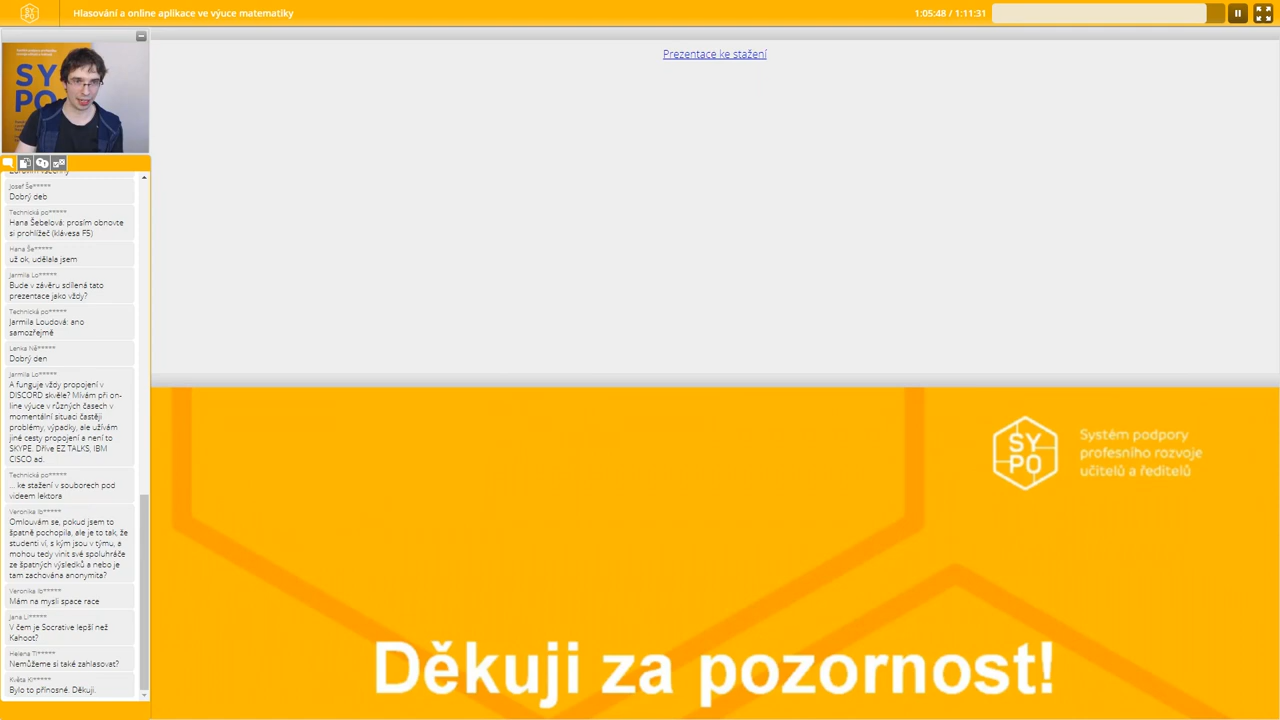 SY
PO
Hlasování a online aplikace ve výuce matematiky
1:05:48 / 1:11:31
SY
PO
Josef Še*****
Dobrý deb
Technická po*****
Hana Šebelová: prosím obnovte
si prohlížeč (klávesa F5)
Hana Še*****
už ok, udělala jsem
Jarmila Lo*****
Bude v závěru sdílená tato
prezentace jako vždy?
Technická po*****
Jarmila Loudová: ano
samozřejmě
Lenka Ně*****
Dobrý den
Jarmila Lo*****
A funguje vždy propojení v
DISCORD skvěle? Mívám při on-
line výuce v různých časech v
momentální situaci častěji
problémy, výpadky, ale užívám
jiné cesty propojení a není to
SKYPE. Dříve EZ TALKS, IBM
CISCO ad.
Technická po*****
... ke stažení v souborech pod
videem lektora
Veronika Ib*****
Omlouvám se, pokud jsem to
špatně pochopila, ale je to tak, že
studenti ví, s kým jsou v týmu, a
mohou tedy vinit své spoluhráče
ze špatných výsledků a nebo je
tam zachována anonymita?
Veronika Ib*****
Mám na mysli space race
Jana Li*****
V čem je Socrative lepší než
Kahoot?
Helena Tl*****
Nemůžeme si také zahlasovat?
Květa Kl*****
Bylo to přínosné. Děkuji.
Prezentace ke stažení
SY
PO
Systém podpory
profesního rozvoje
učitelů a ředitelů
Děkuji za pozornost!